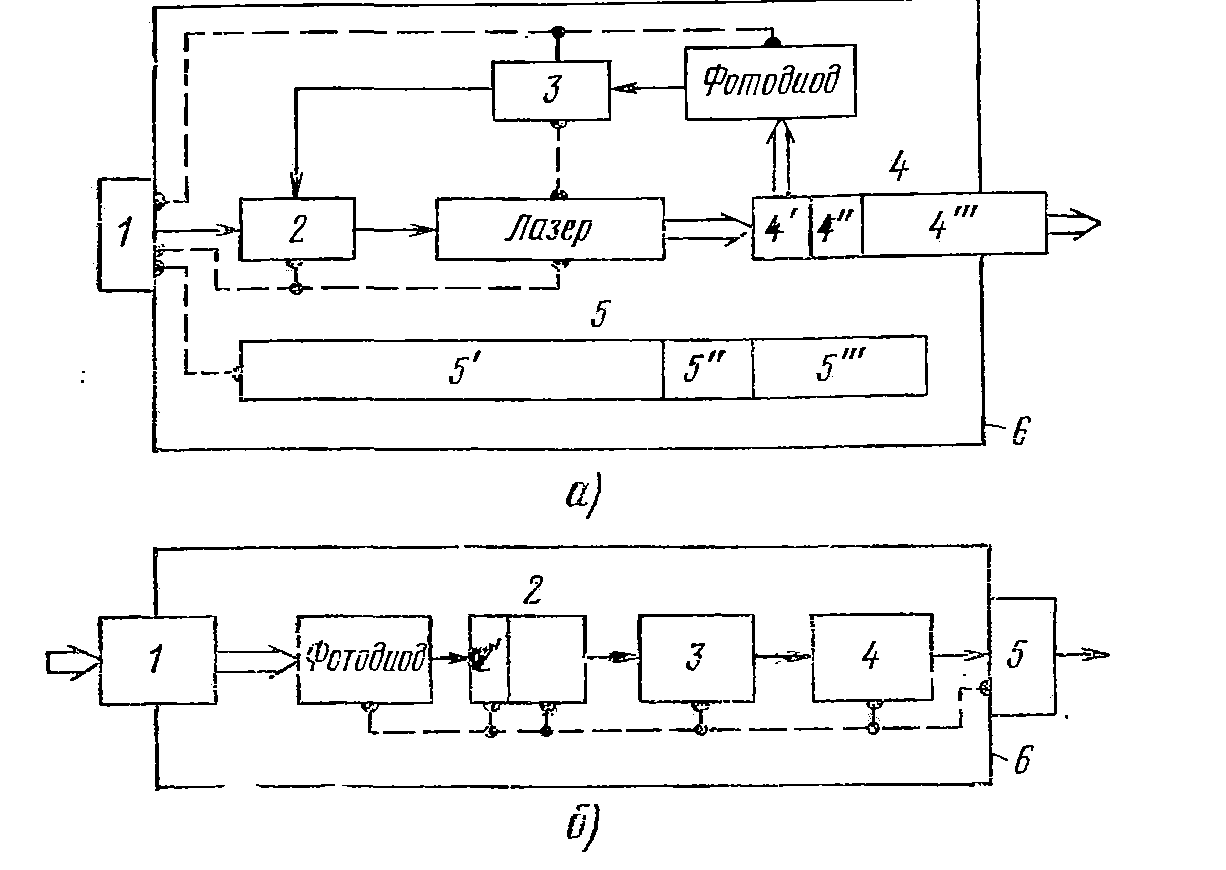 3 Фотодиод
4
1 2 Лазер 4′ 4″ 4‴
5
5′ 5″ 5‴
6
а)
2
1 Фотодиод 3 4 5
6
б)